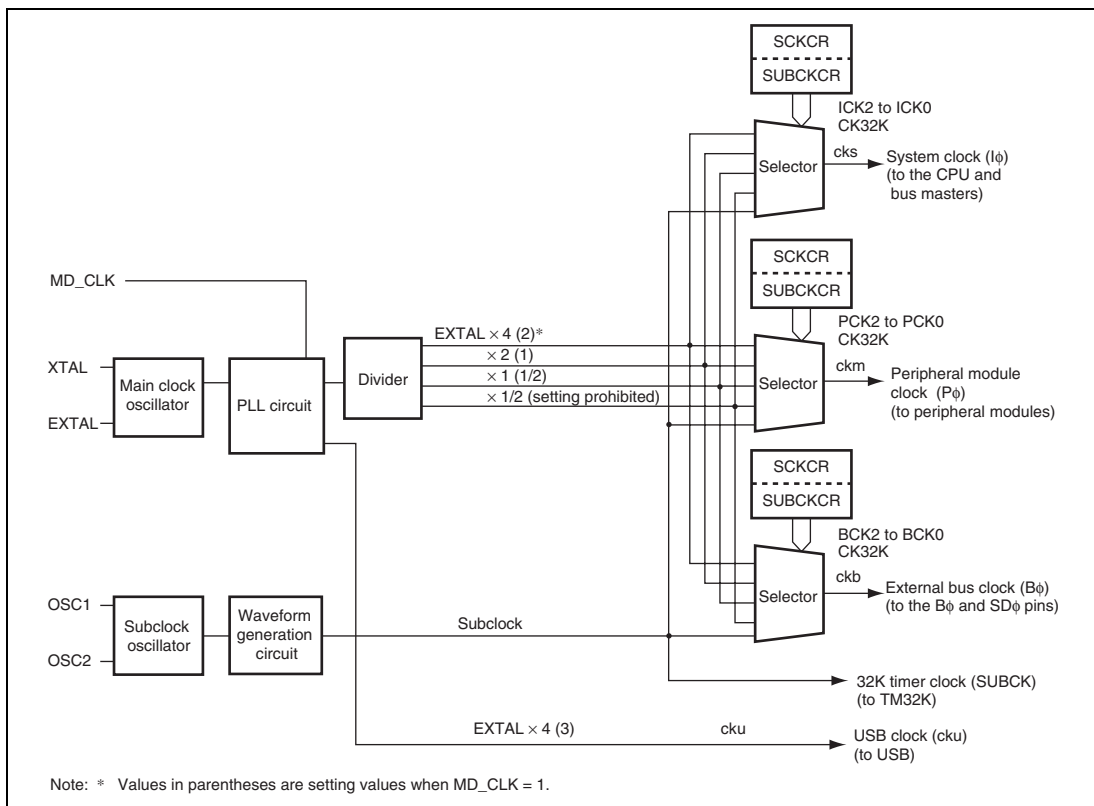 SCKCR
SUBCKCR
ICK2 to ICK0
CK32K
Selector
cks
System clock (Iϕ)
(to the CPU and
bus masters)
SCKCR
SUBCKCR
PCK2 to PCK0
CK32K
Selector
ckm
Peripheral module
clock (Pϕ)
(to peripheral modules)
MD_CLK
XTAL
EXTAL
Main clock
oscillator
PLL circuit
Divider
EXTAL × 4 (2)*
× 2 (1)
× 1 (1/2)
× 1/2 (setting prohibited)
SCKCR
SUBCKCR
BCK2 to BCK0
CK32K
Selector
ckb
External bus clock (Bϕ)
(to the Bϕ and SDϕ pins)
OSC1
OSC2
Subclock
oscillator
Waveform
generation
circuit
Subclock
32K timer clock (SUBCK)
(to TM32K)
EXTAL × 4 (3)
cku
USB clock (cku)
(to USB)
Note: * Values in parentheses are setting values when MD_CLK = 1.